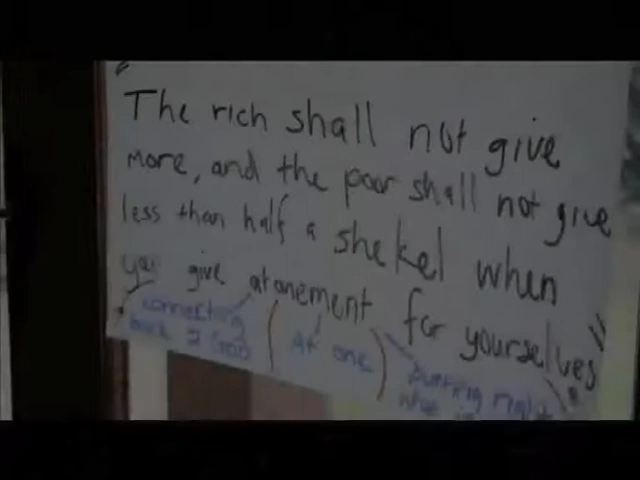 The rich shall not give
more, and the poor shall not give
less than half a shekel when
you give atonement for yourselves"
connecting
back 2 God
At one
putting right